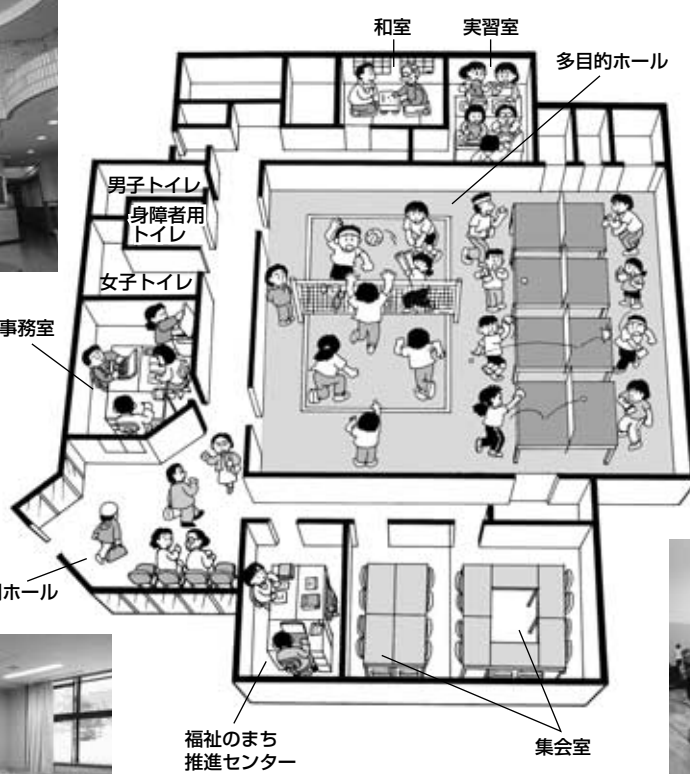 和室
実習室
多目的ホール
男子トイレ
身障者用
トイレ
女子トイレ
事務室
ホール
福祉のまち
推進センター
集会室